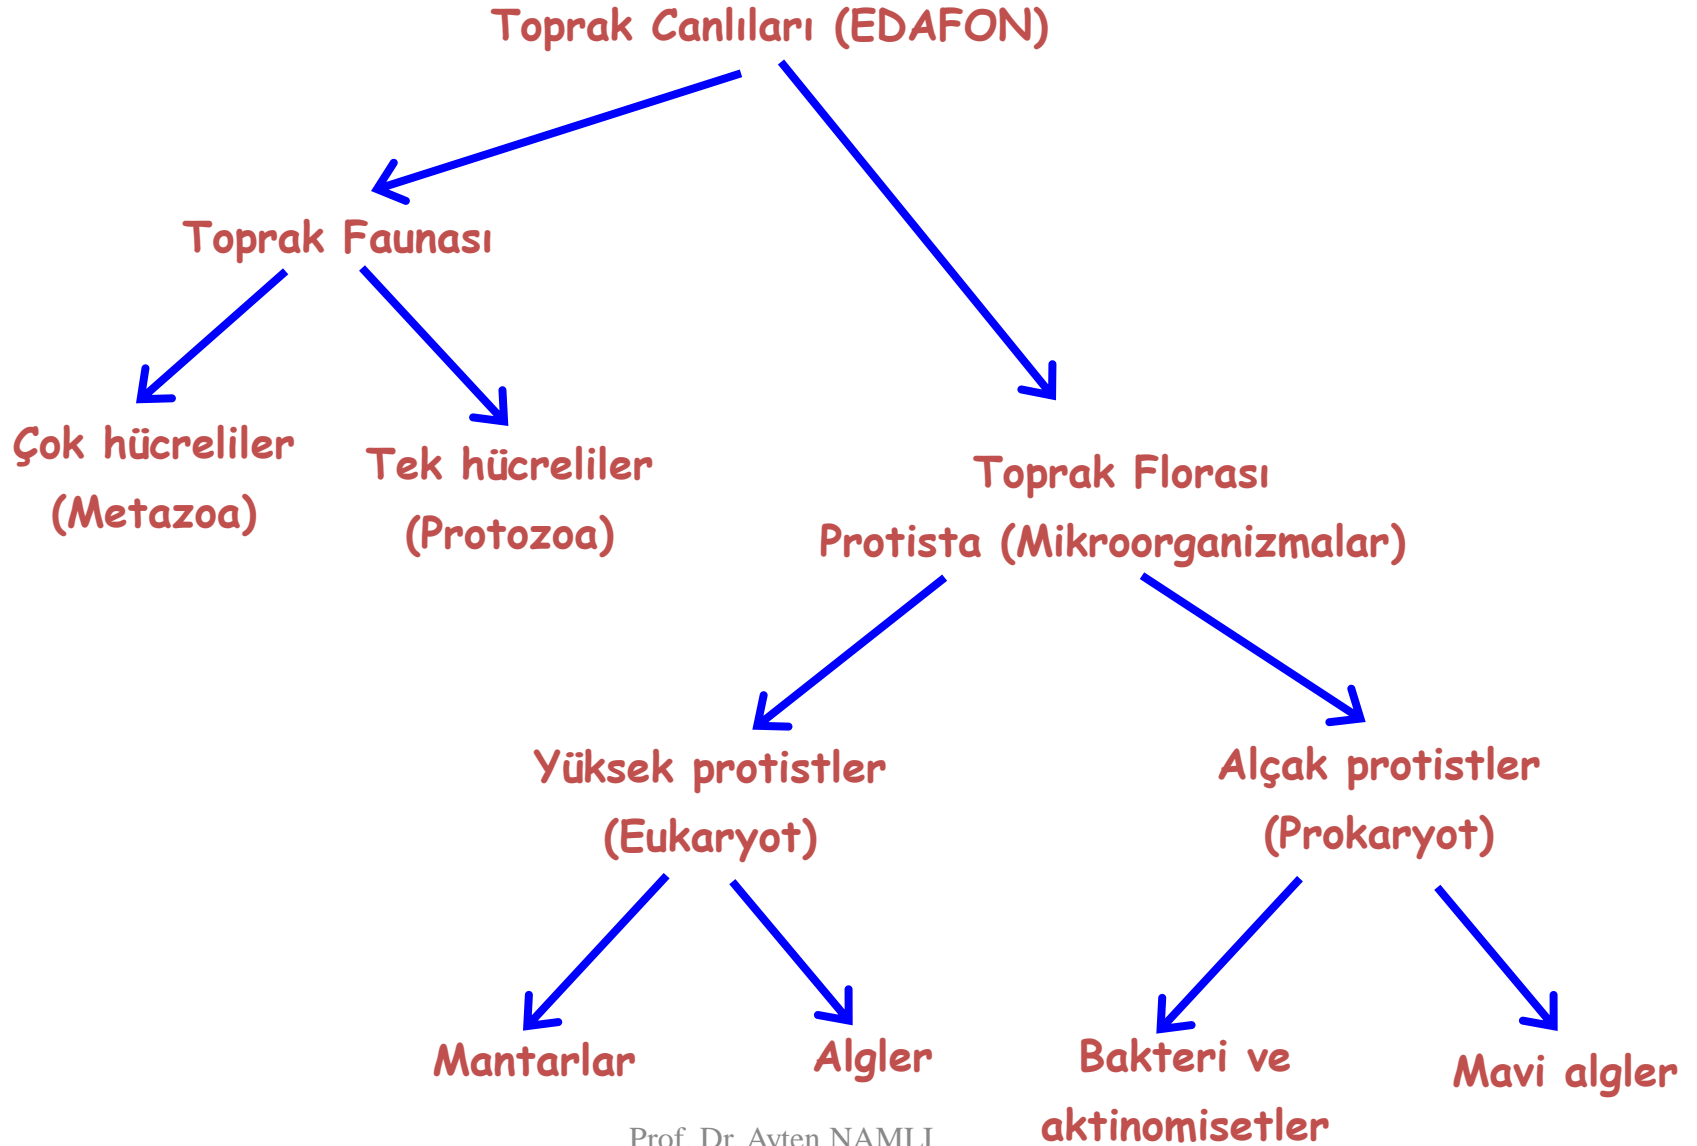 Toprak Canlıları (EDAFON)
Toprak Faunası
Çok hücreliler
(Metazoa)
Tek hücreliler
(Protozoa)
Toprak Florası
Protista (Mikroorganizmalar)
Yüksek protistler
(Eukaryot)
Alçak protistler
(Prokaryot)
Mantarlar
Algler
Bakteri ve
aktinomisetler
Mavi algler
Prof. Dr. Ayten NAMLI